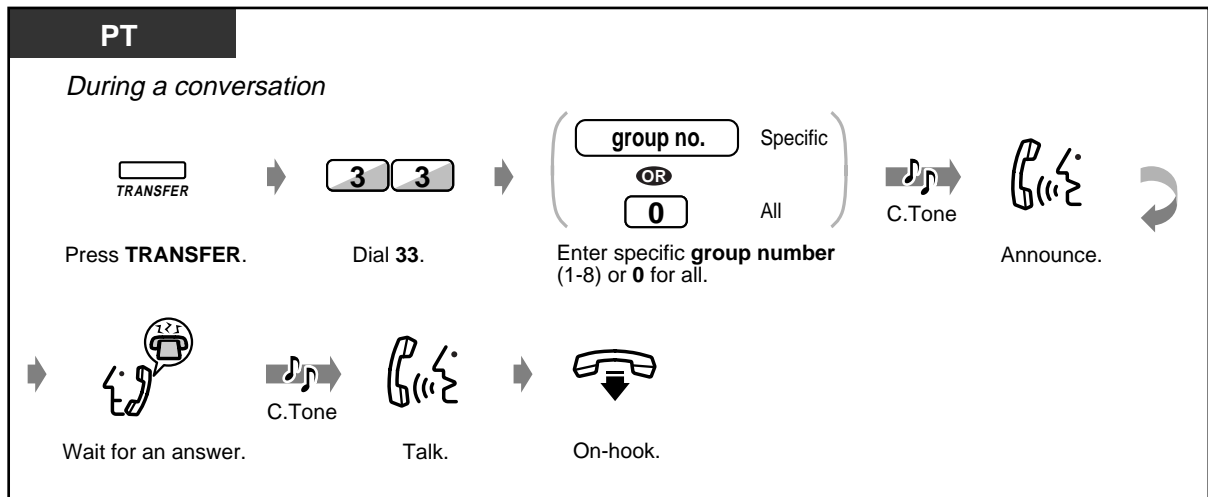 PT
During a conversation
group no. Specific
OR
0 All
TRANSFER
3 3
C.Tone
Press TRANSFER.
Dial 33.
Enter specific group number
(1-8) or 0 for all.
Announce.
C.Tone
Wait for an answer.
Talk.
On-hook.